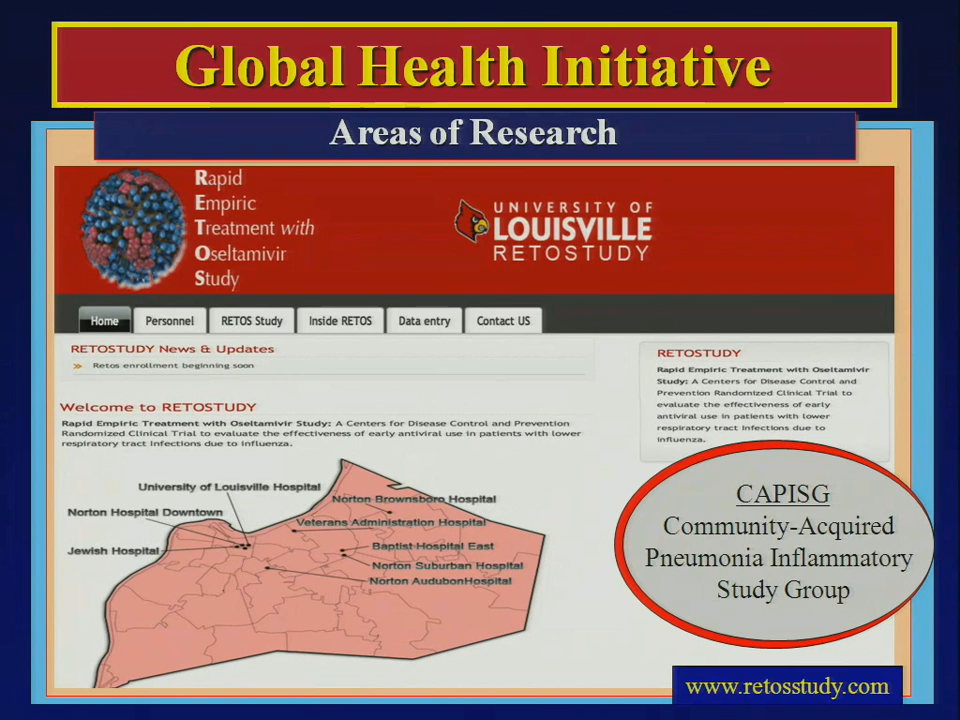 Global Health Initiative
Areas of Research
Rapid
Empiric
Treatment with
Oseltamivir
Study
UNIVERSITY OF
LOUISVILLE
RETOSTUDY
Home
Personnel
RETOS Study
Inside RETOS
Data entry
Contact US
RETOSTUDY News & Updates
Retos enrollment beginning soon
Welcome to RETOSTUDY
Rapid Empiric Treatment with Oseltamivir Study: A Centers for Disease Control and Prevention
Randomized Clinical Trial to evaluate the effectiveness of early antiviral use in patients with lower
respiratory tract infections due to influenza.
RETOSTUDY
Rapid Empiric Treatment with Oseltamivir
Study: A Centers for Disease Control and
Prevention Randomized Clinical Trial to
evaluate the effectiveness of early
antiviral use in patients with lower
respiratory tract infections due to
influenza.
University of Louisville Hospital
Norton Brownsboro Hospital
Norton Hospital Downtown
Veterans Administration Hospital
Jewish Hospital
Baptist Hospital East
Norton Suburban Hospital
Norton AudubonHospital
CAPISG
Community-Acquired
Pneumonia Inflammatory
Study Group
www.retosstudy.com